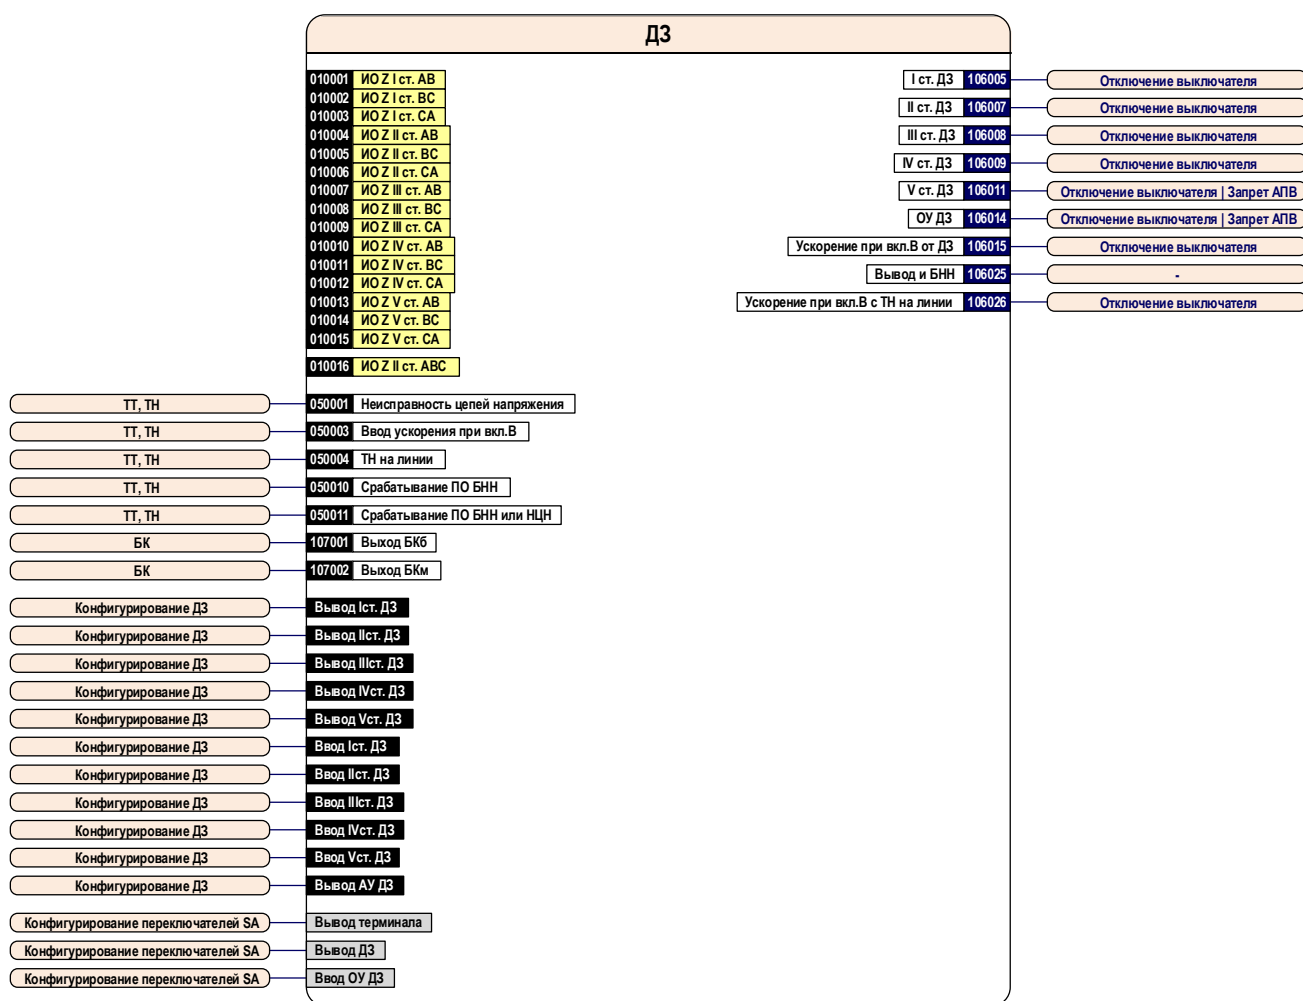 ДЗ
010001 ИО Z I ст. АВ
010002 ИО Z I ст. ВС
010003 ИО Z I ст. СА
010004 ИО Z II ст. АВ
010005 ИО Z II ст. ВС
010006 ИО Z II ст. СА
010007 ИО Z III ст. АВ
010008 ИО Z III ст. ВС
010009 ИО Z III ст. СА
010010 ИО Z IV ст. АВ
010011 ИО Z IV ст. ВС
010012 ИО Z IV ст. СА
010013 ИО Z V ст. АВ
010014 ИО Z V ст. ВС
010015 ИО Z V ст. СА
010016 ИО Z II ст. АВС
I ст. ДЗ 106005 Отключение выключателя
II ст. ДЗ 106007 Отключение выключателя
III ст. ДЗ 106008 Отключение выключателя
IV ст. ДЗ 106009 Отключение выключателя
V ст. ДЗ 106011 Отключение выключателя | Запрет АПВ
ОУ ДЗ 106014 Отключение выключателя | Запрет АПВ
Ускорение при вкл.В от ДЗ 106015 Отключение выключателя
Вывод и БНН 106025 -
Ускорение при вкл.В с ТН на линии 106026 Отключение выключателя
ТТ, ТН 050001 Неисправность цепей напряжения
ТТ, ТН 050003 Ввод ускорения при вкл.В
ТТ, ТН 050004 ТН на линии
ТТ, ТН 050010 Срабатывание ПО БНН
ТТ, ТН 050011 Срабатывание ПО БНН или НЦН
БК 107001 Выход БКб
БК 107002 Выход БКм
Конфигурирование ДЗ Вывод Iст. ДЗ
Конфигурирование ДЗ Вывод IIст. ДЗ
Конфигурирование ДЗ Вывод IIIст. ДЗ
Конфигурирование ДЗ Вывод IVст. ДЗ
Конфигурирование ДЗ Вывод Vст. ДЗ
Конфигурирование ДЗ Ввод Iст. ДЗ
Конфигурирование ДЗ Ввод IIст. ДЗ
Конфигурирование ДЗ Ввод IIIст. ДЗ
Конфигурирование ДЗ Ввод IVст. ДЗ
Конфигурирование ДЗ Ввод Vст. ДЗ
Конфигурирование ДЗ Вывод АУ ДЗ
Конфигурирование переключателей SA Вывод терминала
Конфигурирование переключателей SA Вывод ДЗ
Конфигурирование переключателей SA Ввод ОУ ДЗ